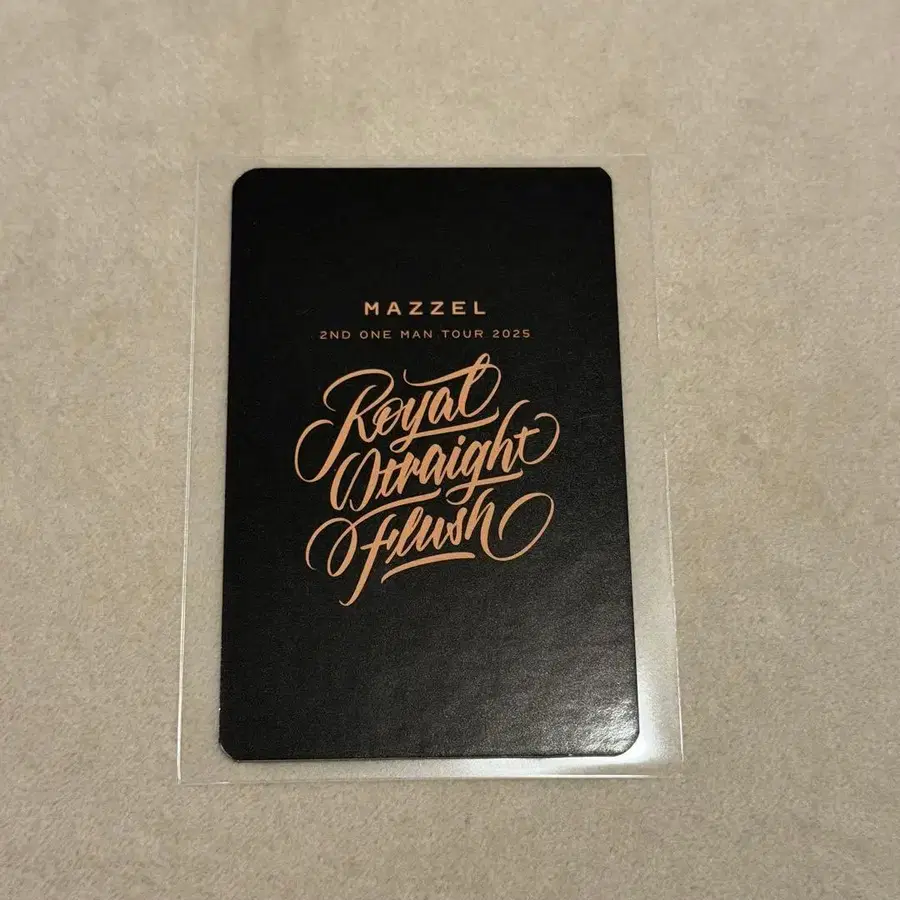 MAZZEL
2ND ONE MAN TOUR 2025
Royal
Straight
Flush